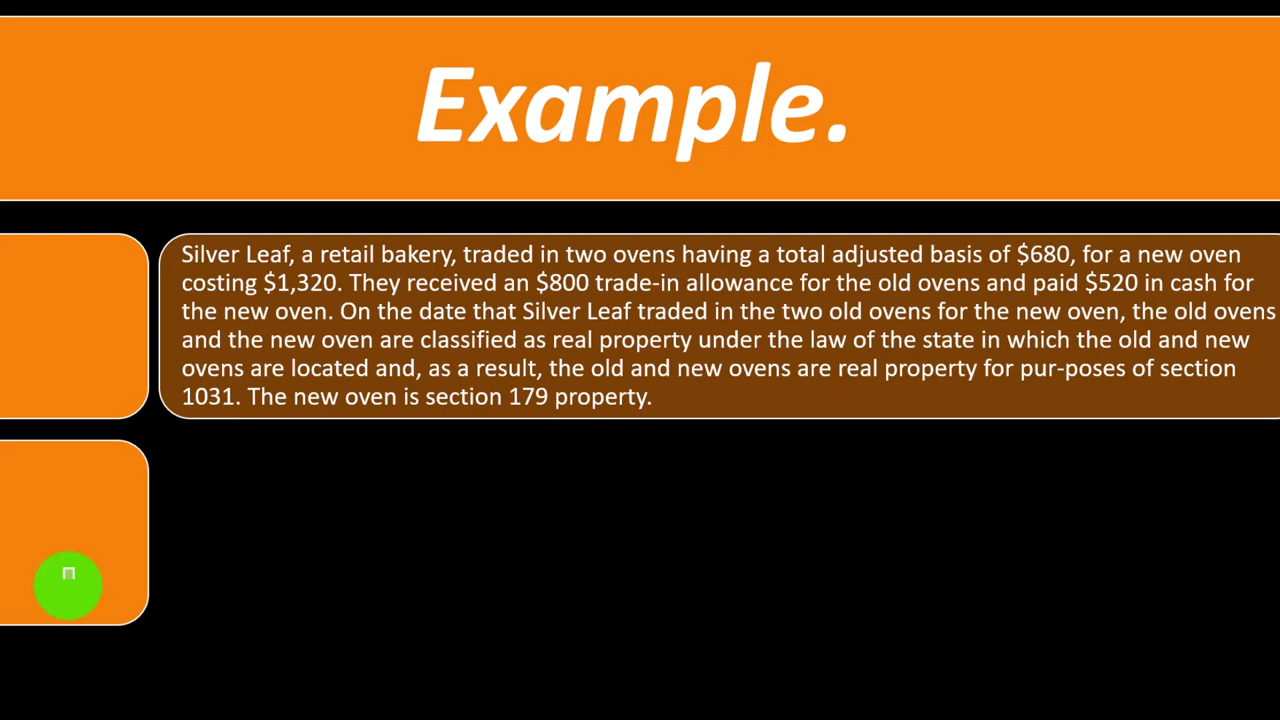 Example.
Silver Leaf, a retail bakery, traded in two ovens having a total adjusted basis of $680, for a new oven
costing $1,320. They received an $800 trade-in allowance for the old ovens and paid $520 in cash for
the new oven. On the date that Silver Leaf traded in the two old ovens for the new oven, the old ovens
and the new oven are classified as real property under the law of the state in which the old and new
ovens are located and, as a result, the old and new ovens are real property for pur-poses of section
1031. The new oven is section 179 property.